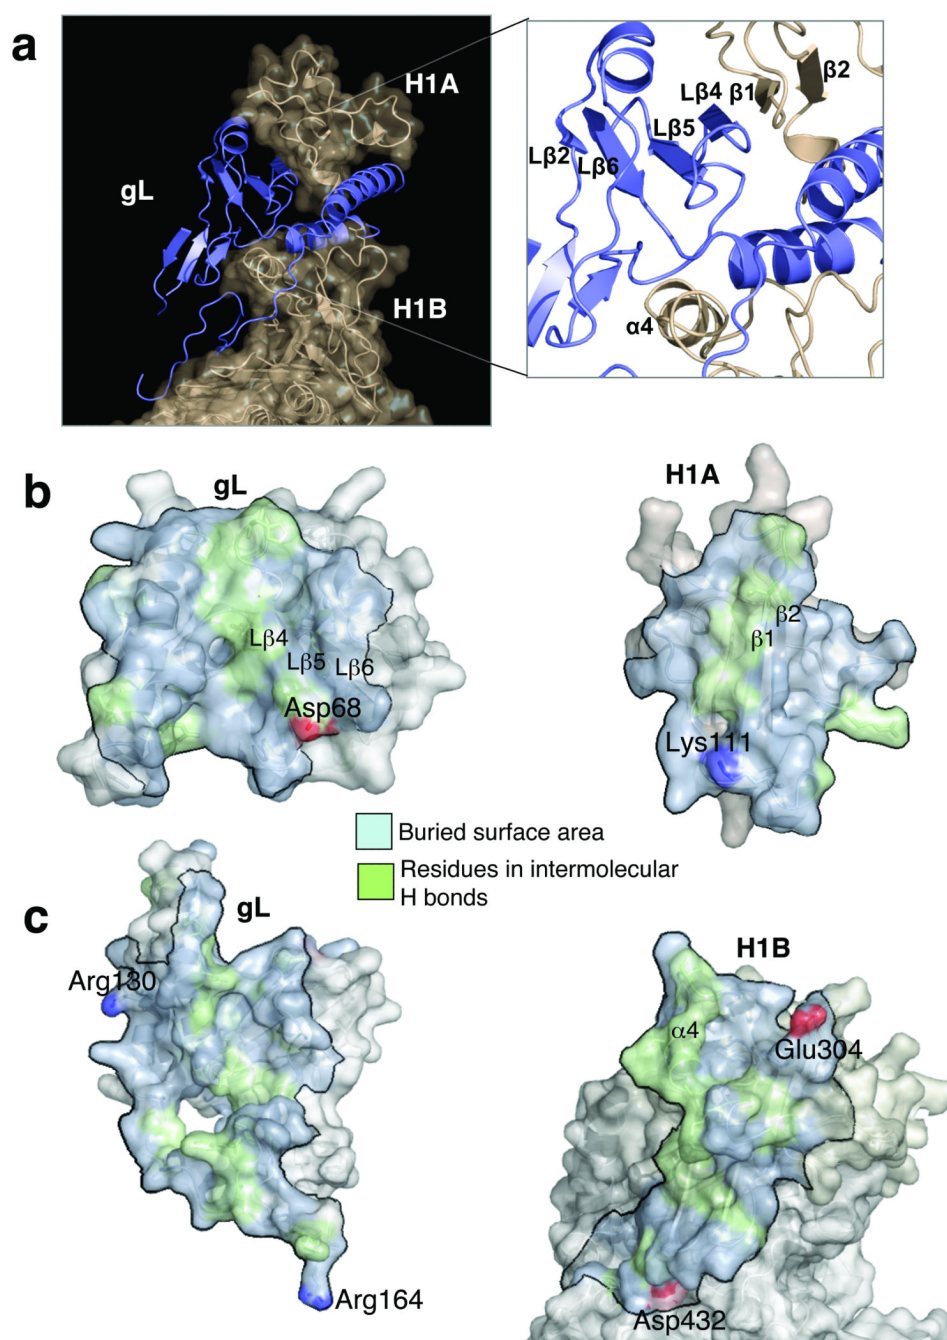 a
H1A
gL
H1B
β2
Lβ4 β1
Lβ5
Lβ2
Lβ6
α4
b
gL
H1A
Lβ4
Lβ5 Lβ6
Asp68
β2
β1
Lys111
Buried surface area
Residues in intermolecular
H bonds
c
gL
H1B
Arg130
α4
Glu304
Arg164
Asp432